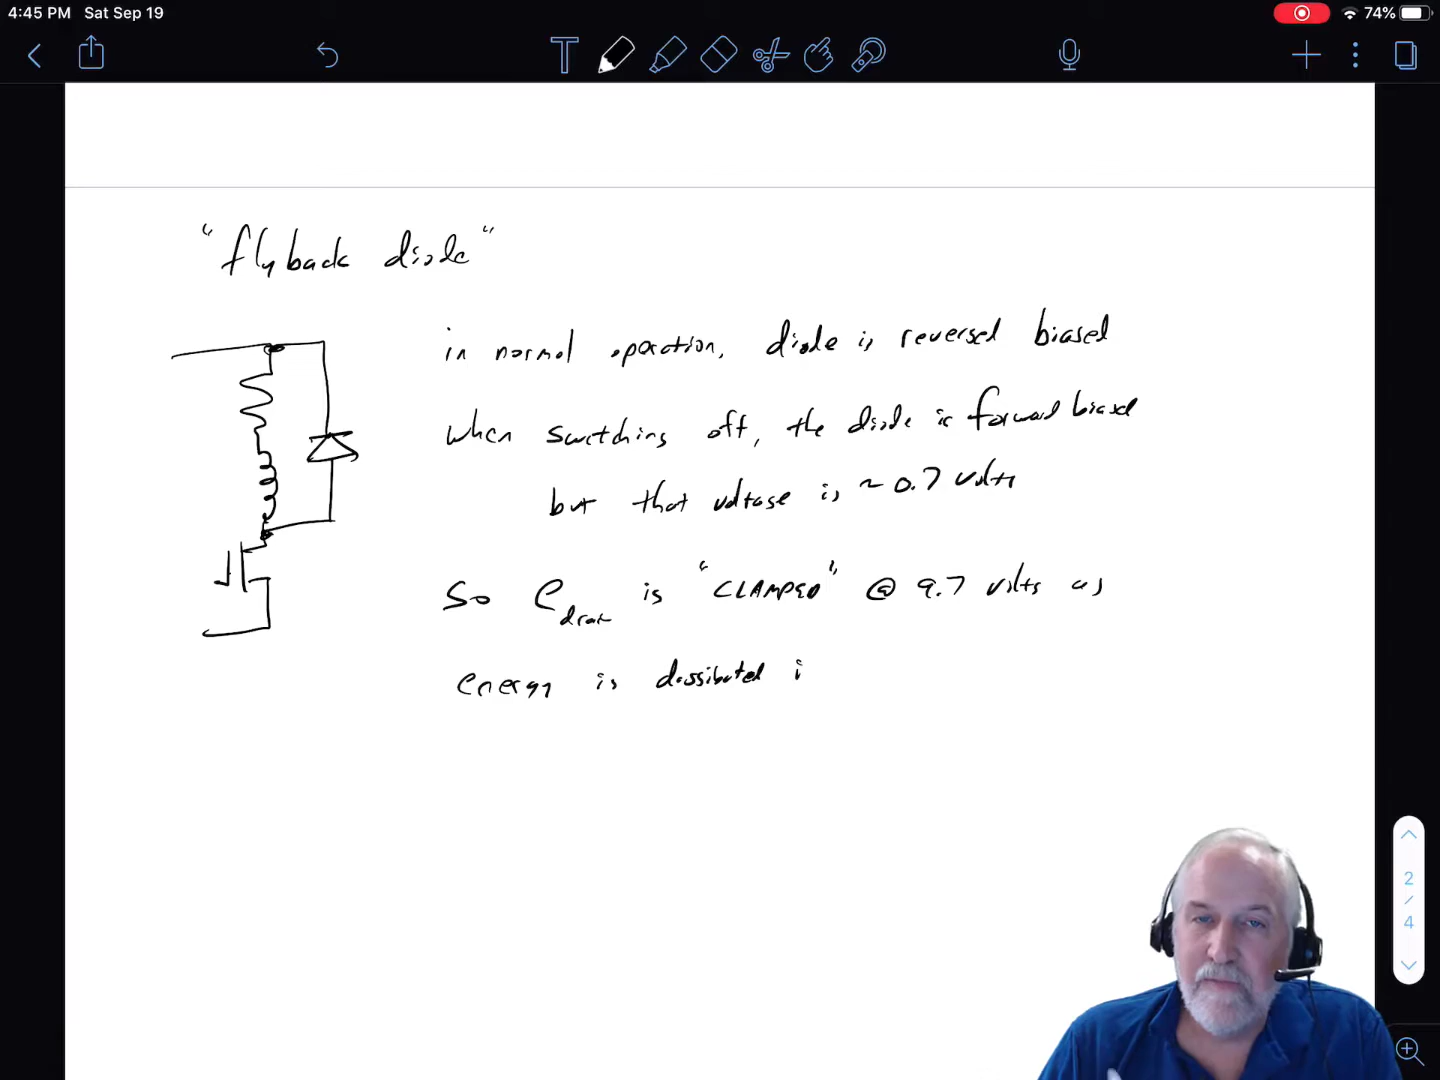 4:45 PM Sat Sep 19
74%
T
"flyback diode"
in normal operation, diode is reversed biased
when switching off, the diode is forward biased
but that voltage is ~ 0.7 volts
So e drain is "CLAMPED" @ 9.7 volts as
energy is dissibated i
2
/
4